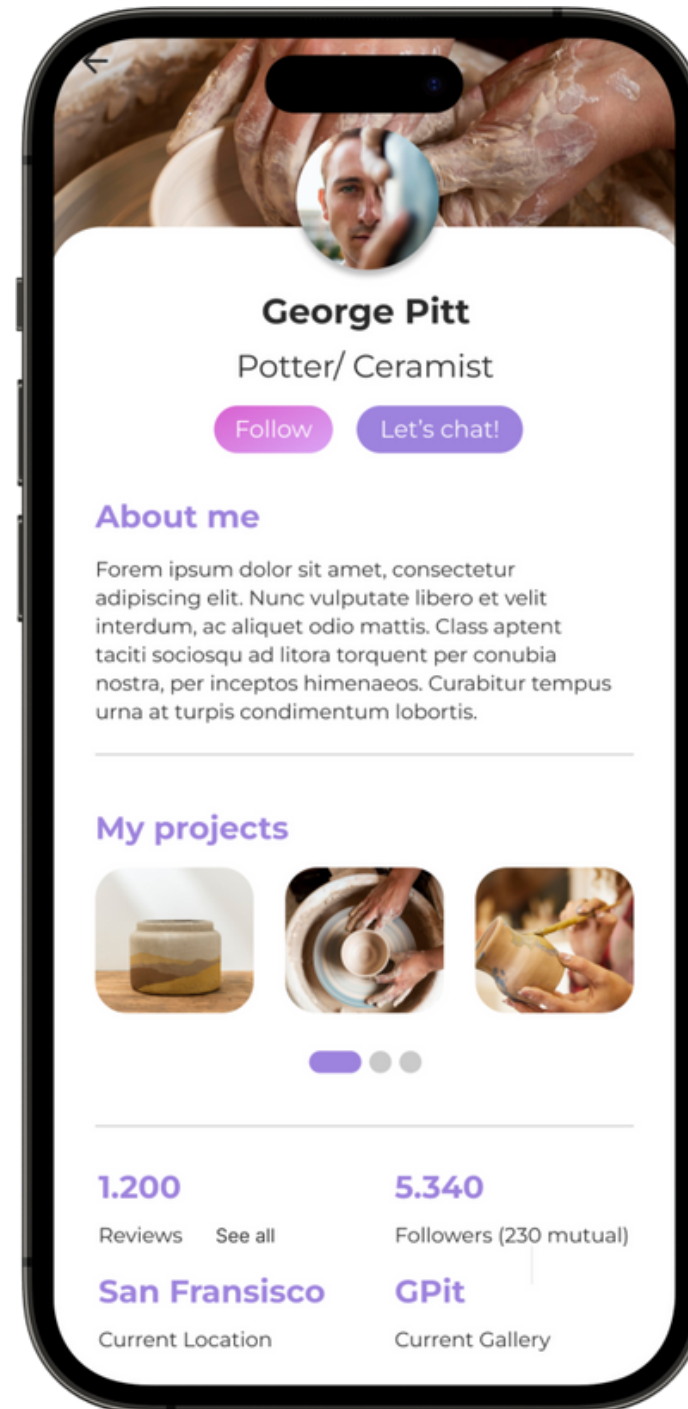 George Pitt
Potter/ Ceramist
Follow Let's chat!
About me
Forem ipsum dolor sit amet, consectetur
adipiscing elit. Nunc vulputate libero et velit
interdum, ac aliquet odio mattis. Class aptent
taciti sociosqu ad litora torquent per conubia
nostra, per inceptos himenaeos. Curabitur tempus
urna at turpis condimentum lobortis.
My projects
1.200 5.340
Reviews See all Followers (230 mutual)
San Fransisco GPit
Current Location Current Gallery